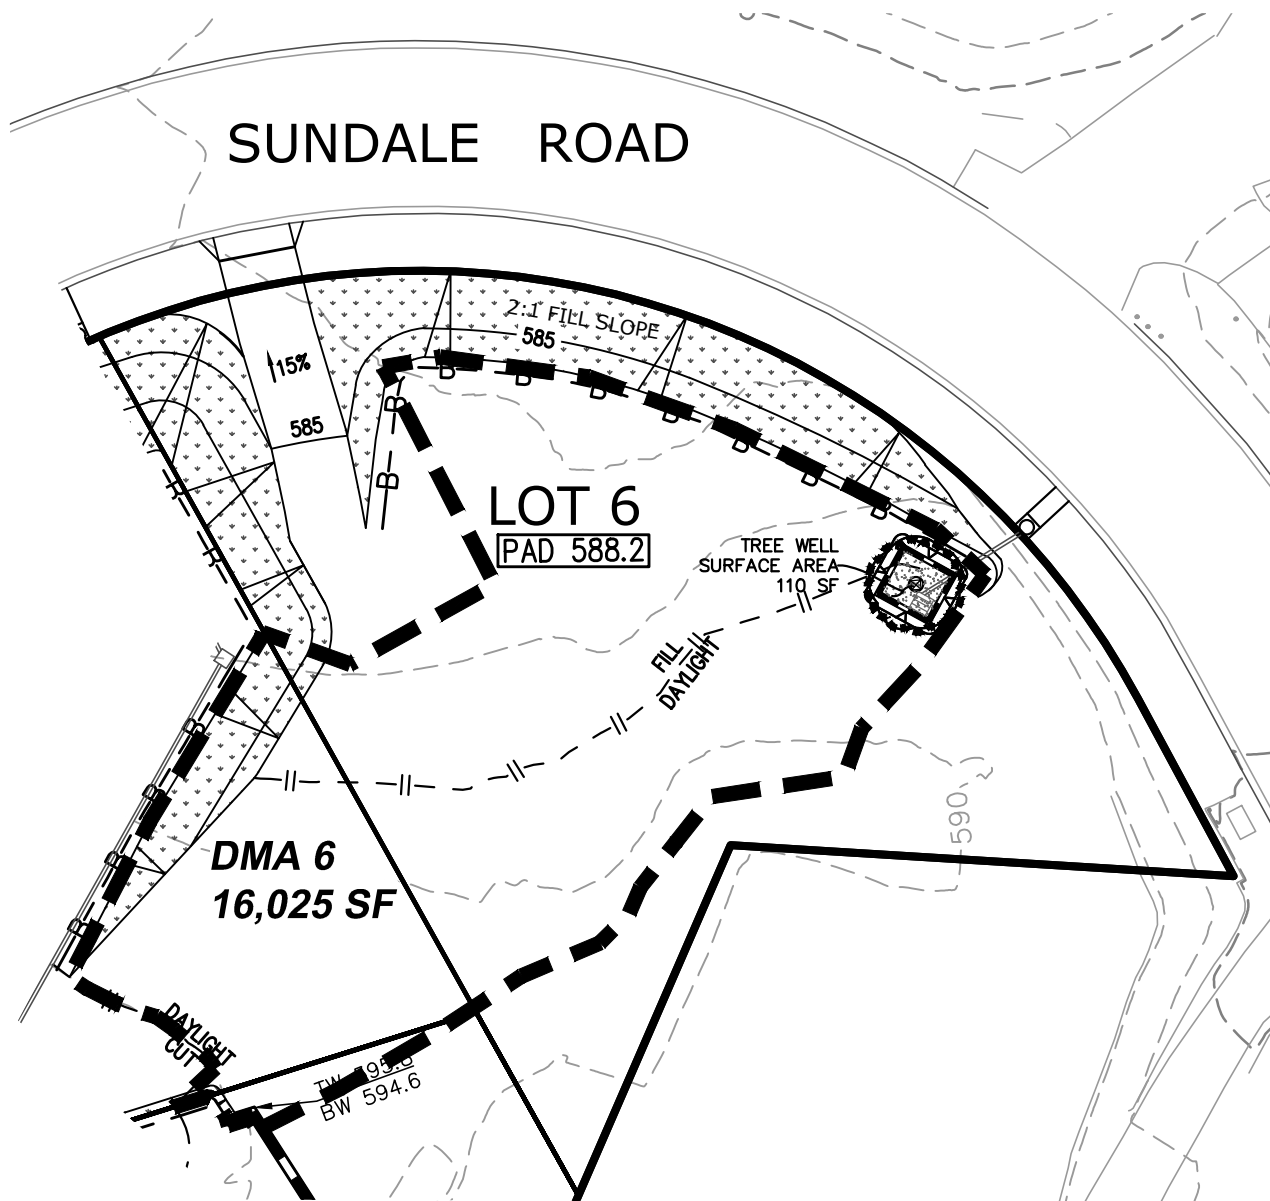 SUNDALE ROAD
2:1 FILL SLOPE
585
15%
585
B
B
B
B
B
B
B
B
B
LOT 6
PAD 588.2
TREE WELL
SURFACE AREA
110 SF
FILL
DAYLIGHT
590
B
B
B
B
DMA 6
16,025 SF
DAYLIGHT
CUT
BW 594.6